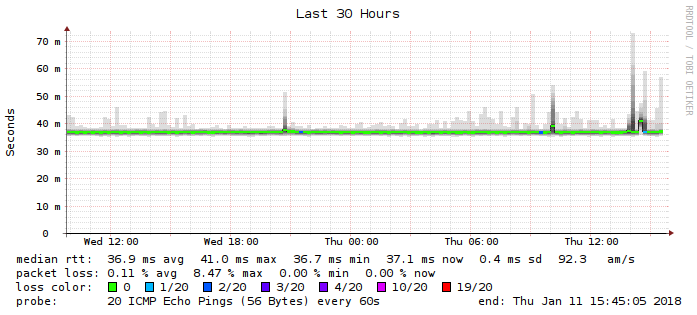 Last 30 Hours
RRDTOOL / TOBI OETIKER
Seconds
70 m
60 m
50 m
40 m
30 m
20 m
10 m
0
Wed 12:00 Wed 18:00 Thu 00:00 Thu 06:00 Thu 12:00
median rtt: 36.9 ms avg 41.0 ms max 36.7 ms min 37.1 ms now 0.4 ms sd 92.3 am/s
packet loss: 0.11 % avg 8.47 % max 0.00 % min 0.00 % now
loss color: 0 1/20 2/20 3/20 4/20 10/20 19/20
probe: 20 ICMP Echo Pings (56 Bytes) every 60s end: Thu Jan 11 15:45:05 2018